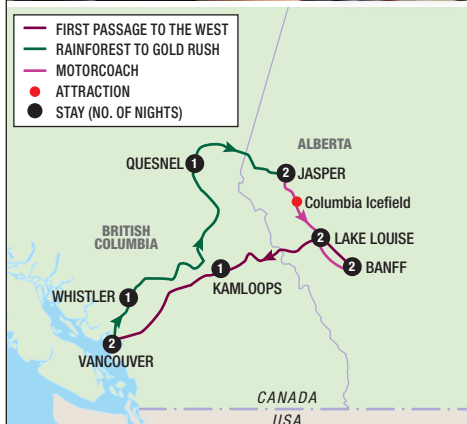 FIRST PASSAGE TO THE WEST
RAINFOREST TO GOLD RUSH
MOTORCOACH
ATTRACTION
STAY (NO. OF NIGHTS)
ALBERTA
1
QUESNEL
2
JASPER
Columbia Icefield
BRITISH
COLUMBIA
2
LAKE LOUISE
2
BANFF
1
KAMLOOPS
WHISTLER
1
2
VANCOUVER
CANADA
USA